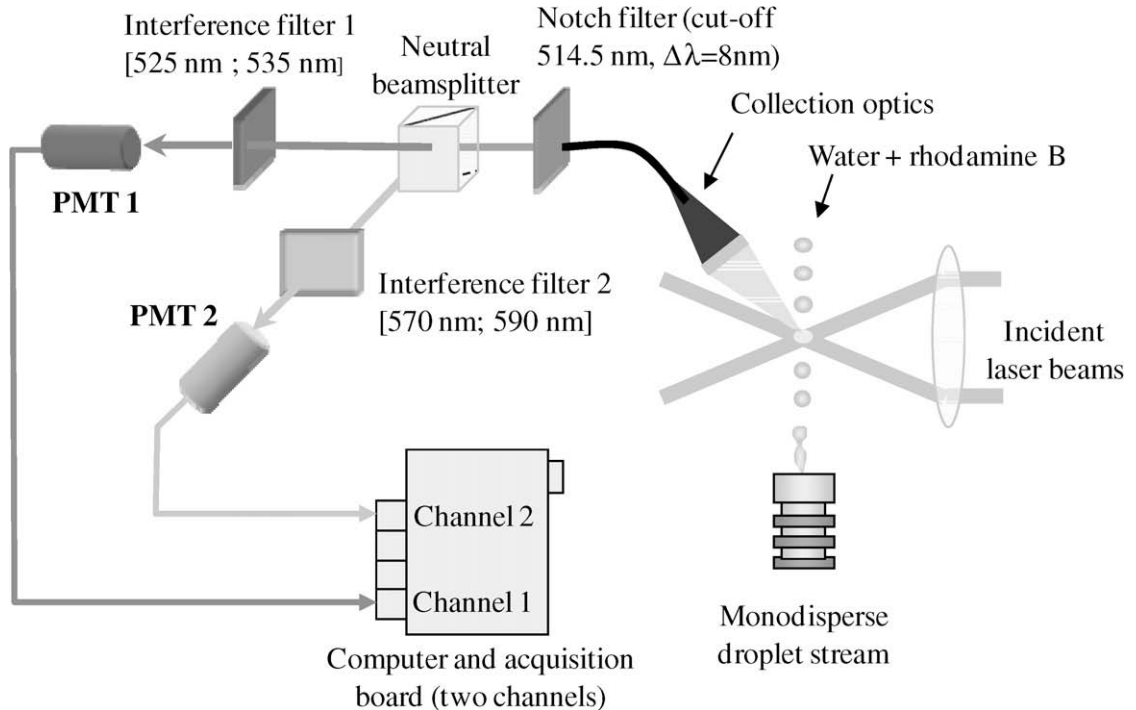 Interference filter 1
[525 nm ; 535 nm]
Neutral
beamsplitter
Notch filter (cut-off
514.5 nm, Δλ=8nm)
Collection optics
Water + rhodamine B
PMT 1
Interference filter 2
[570 nm; 590 nm]
PMT 2
Incident
laser beams
Channel 2
Channel 1
Monodisperse
droplet stream
Computer and acquisition
board (two channels)